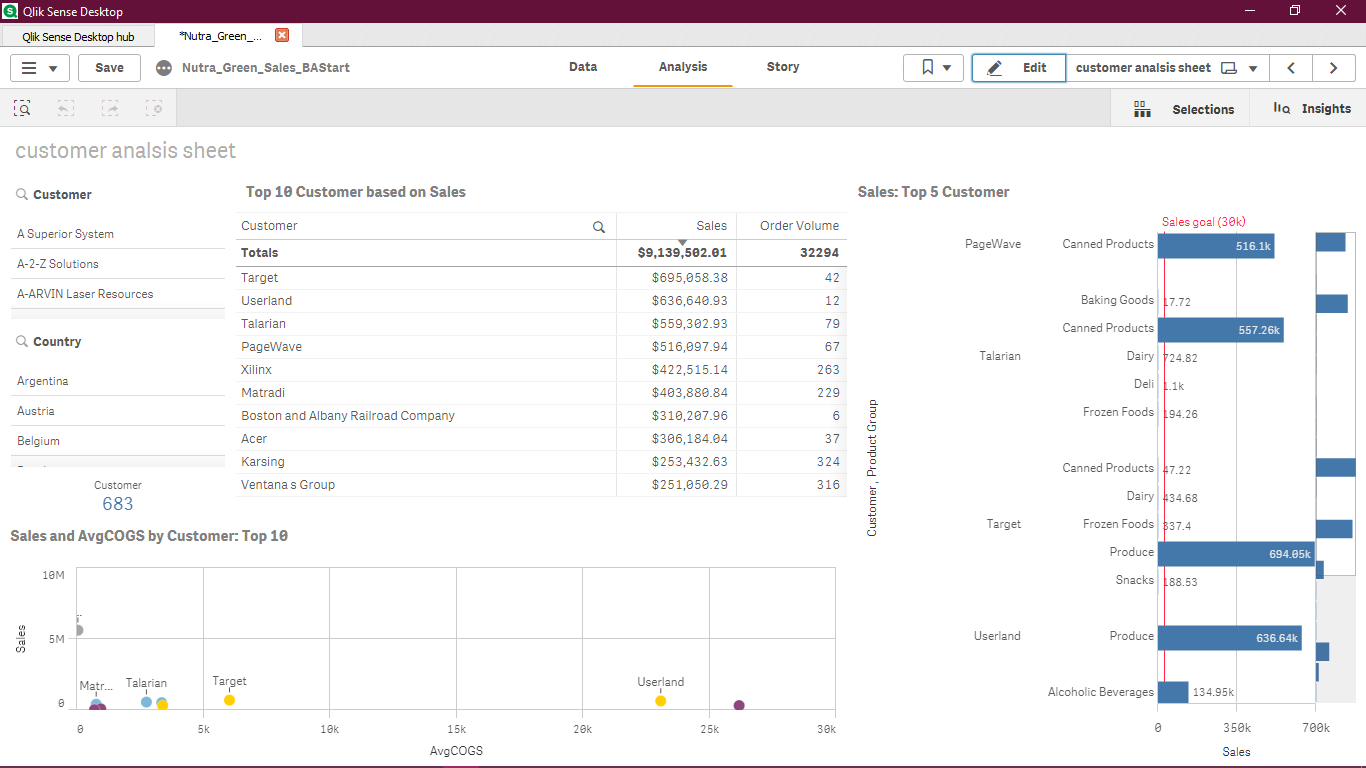 Qlik Sense Desktop
Qlik Sense Desktop hub
*Nutra_Green_...
Save
Nutra_Green_Sales_BAStart
Data
Analysis
Story
Edit
customer analsis sheet
Selections
Insights
customer analsis sheet
Customer
A Superior System
A-2-Z Solutions
A-ARVIN Laser Resources
Country
Argentina
Austria
Belgium
Customer
683
Top 10 Customer based on Sales
Customer Sales Order Volume
Totals $9,139,502.01 32294
Target $695,058.38 42
Userland $636,640.93 12
Talarian $559,302.93 79
PageWave $516,097.94 67
Xilinx $422,515.14 263
Matradi $403,880.84 229
Boston and Albany Railroad Company $310,207.96 6
Acer $306,184.04 37
Karsing $253,432.63 324
Ventana s Group $251,050.29 316
Sales and AvgCOGS by Customer: Top 10
Sales
10M
5M
0
Matr...
Talarian
Target
Userland
0 5k 10k 15k 20k 25k 30k
AvgCOGS
Sales: Top 5 Customer
Sales goal (30k)
Customer , Product Group
PageWave Canned Products 516.1k
Baking Goods 17.72
Canned Products 557.26k
Talarian Dairy 724.82
Deli 1.1k
Frozen Foods 194.26
Canned Products 47.22
Dairy 434.68
Target Frozen Foods 337.4
Produce 694.05k
Snacks 188.53
Userland Produce 636.64k
Alcoholic Beverages 134.95k
0 350k 700k
Sales